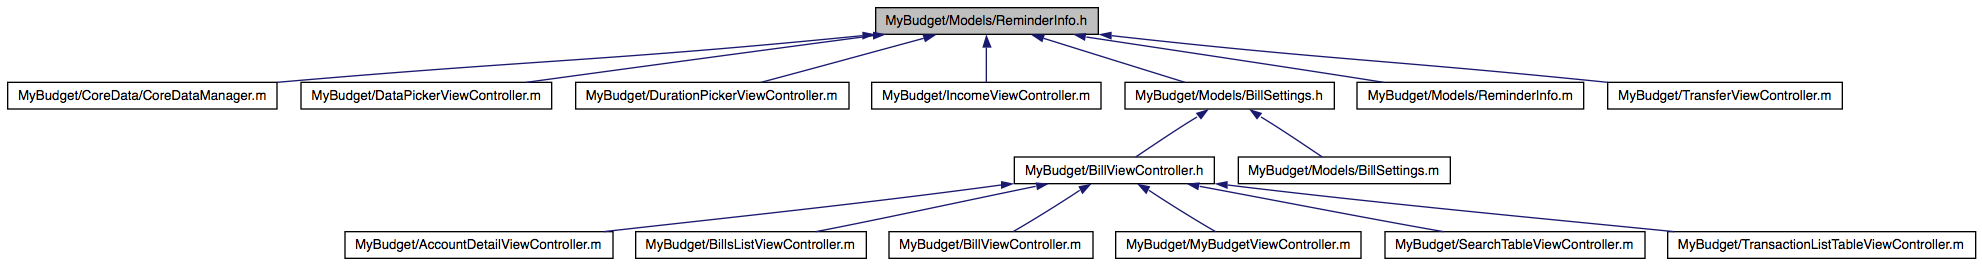 MyBudget/Models/ReminderInfo.h
MyBudget/CoreData/CoreDataManager.m
MyBudget/DataPickerViewController.m
MyBudget/DurationPickerViewController.m
MyBudget/IncomeViewController.m
MyBudget/Models/BillSettings.h
MyBudget/Models/ReminderInfo.m
MyBudget/TransferViewController.m
MyBudget/BillViewController.h
MyBudget/Models/BillSettings.m
MyBudget/AccountDetailViewController.m
MyBudget/BillsListViewController.m
MyBudget/BillViewController.m
MyBudget/MyBudgetViewController.m
MyBudget/SearchTableViewController.m
MyBudget/TransactionListTableViewController.m